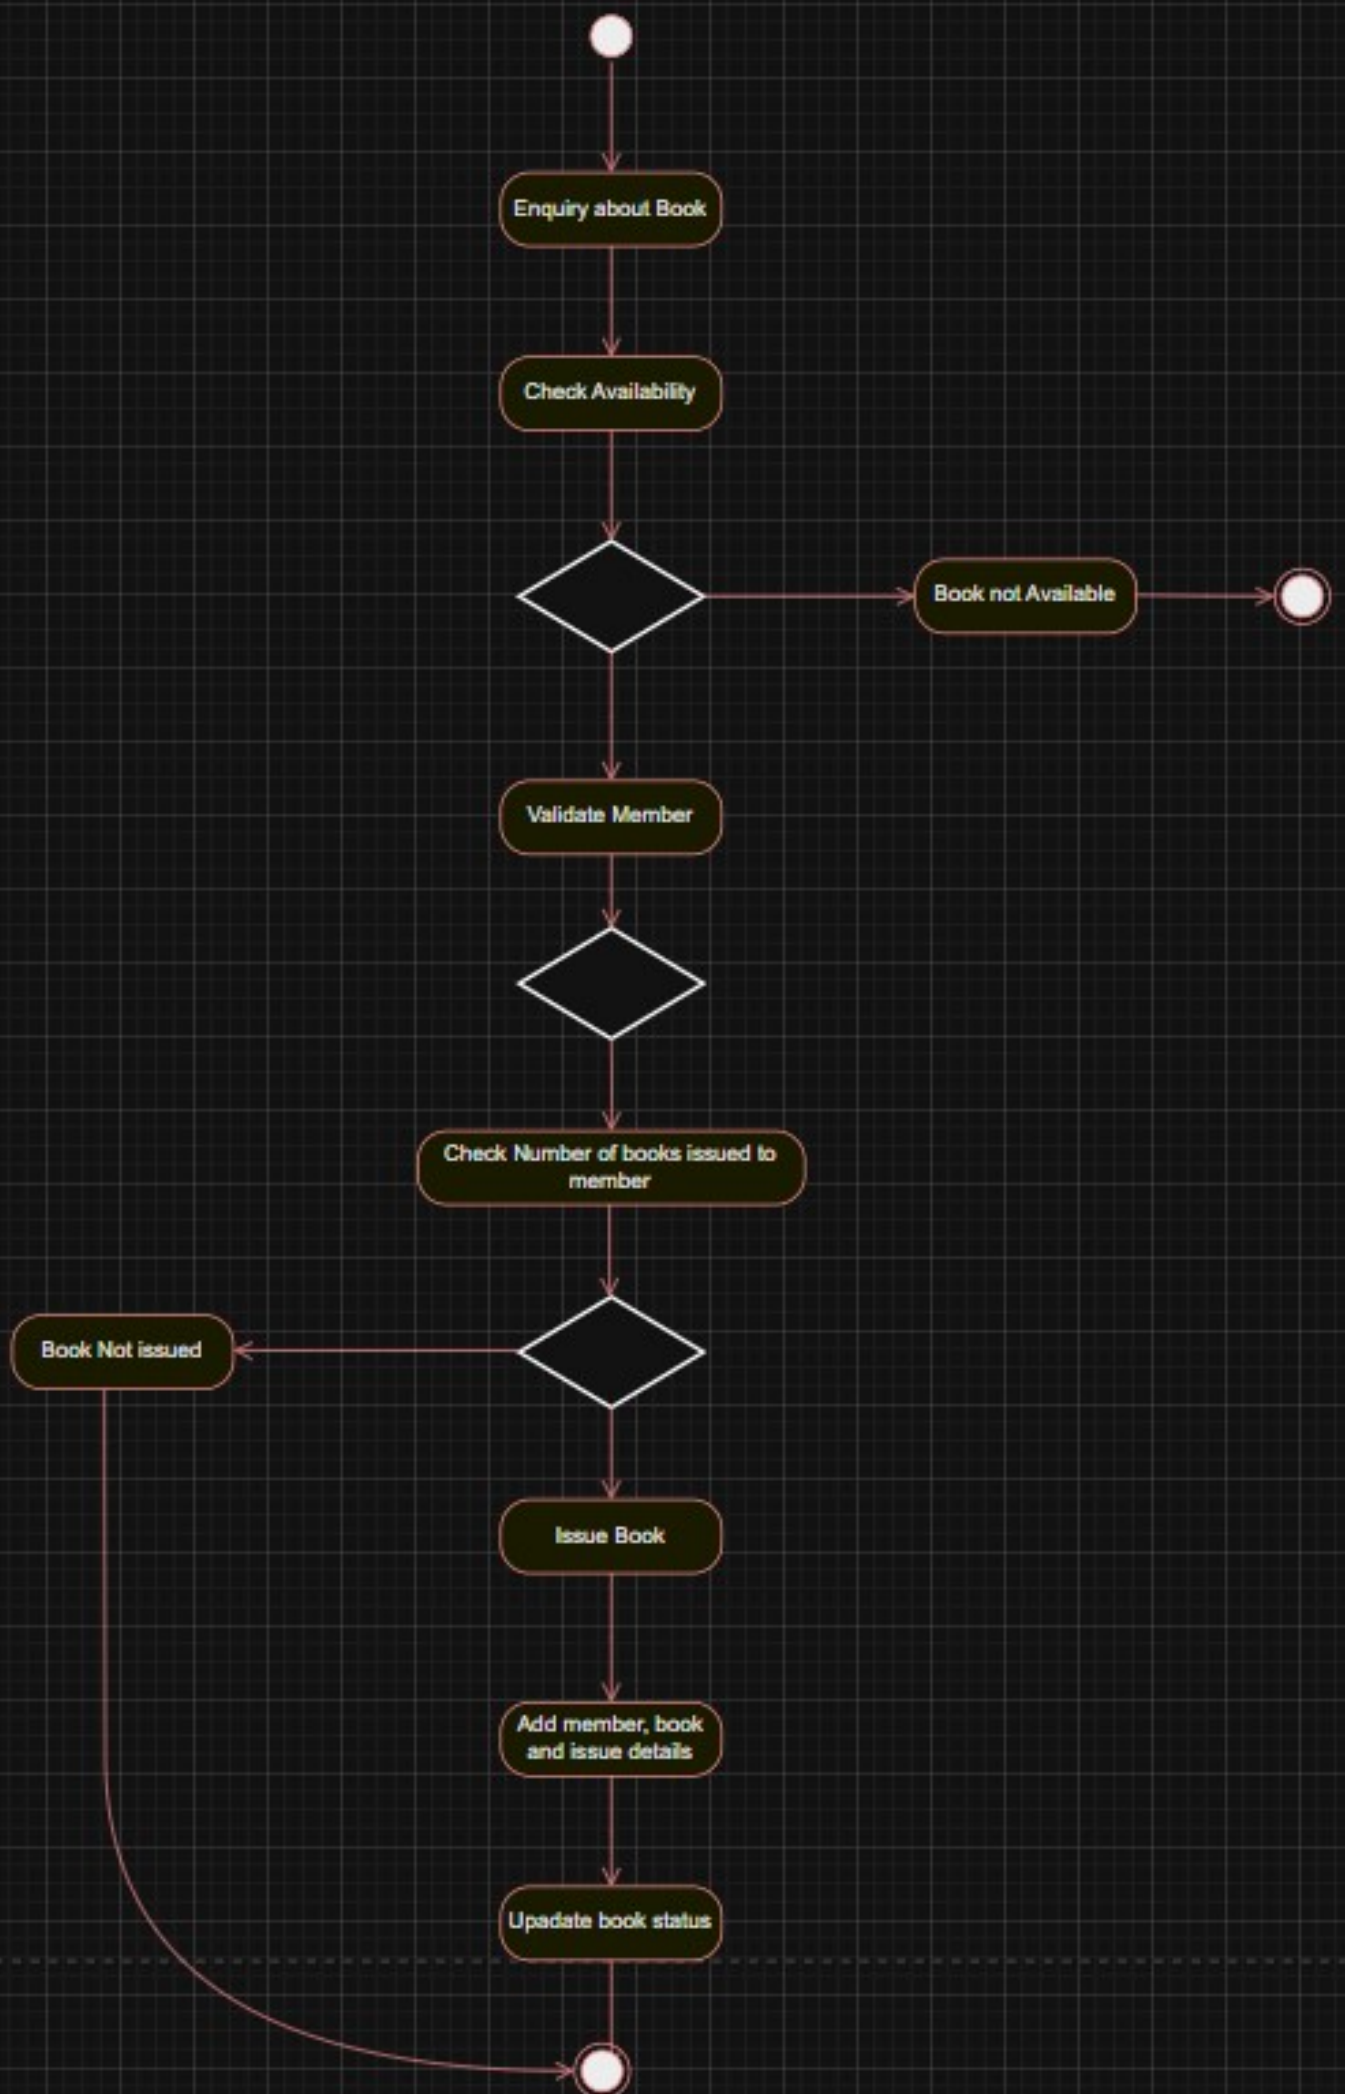 Enquiry about Book
Check Availability
Book not Available
Validate Member
Check Number of books issued to
member
Book Not issued
Issue Book
Add member, book
and issue details
Upadate book status